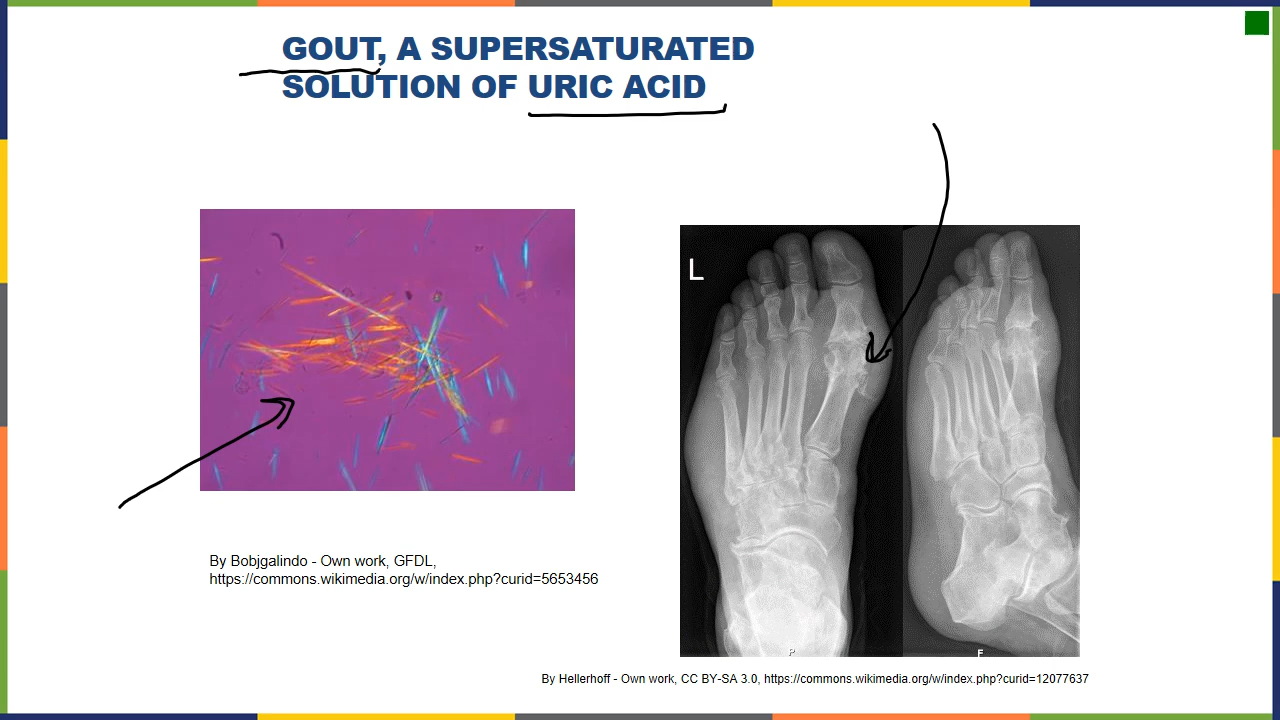 GOUT, A SUPERSATURATED
SOLUTION OF URIC ACID
L
By Bobjgalindo - Own work, GFDL,
https://commons.wikimedia.org/w/index.php?curid=5653456
P
F
By Hellerhoff - Own work, CC BY-SA 3.0, https://commons.wikimedia.org/w/index.php?curid=12077637